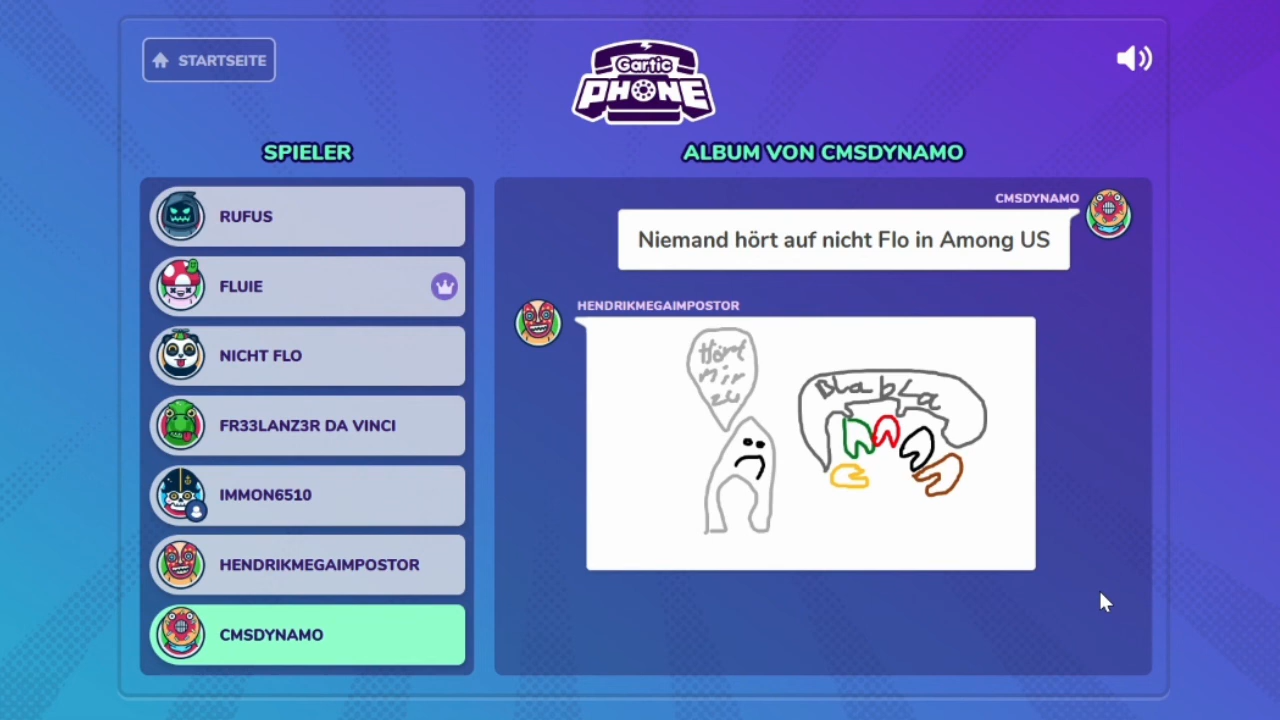 STARTSEITE
Gartic
PHONE
SPIELER
ALBUM VON CMSDYNAMO
RUFUS
FLUIE
NICHT FLO
FR33LANZ3R DA VINCI
IMMON6510
HENDRIKMEGAIMPOSTOR
CMSDYNAMO
CMSDYNAMO
Niemand hört auf nicht Flo in Among US
HENDRIKMEGAIMPOSTOR
Hört
mir
zu
Bla bla